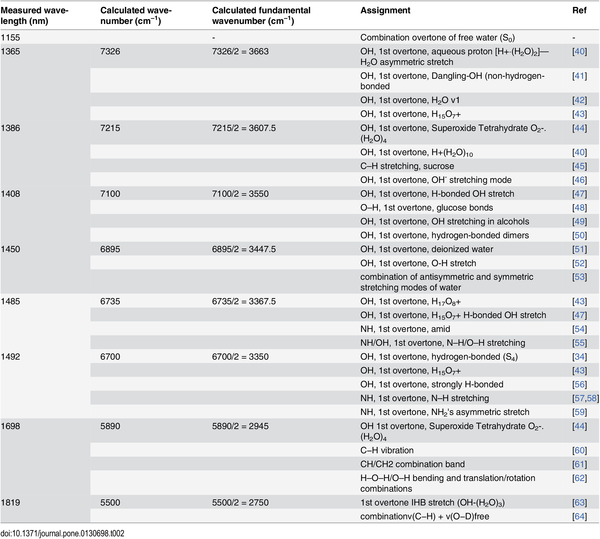 Measured wave-length (nm) Calculated wave-number (cm−1) Calculated fundamental wavenumber (cm−1) Assignment Ref
1155 - Combination overtone of free water (S0) -
1365 7326 7326/2 = 3663 OH, 1st overtone, aqueous proton [H+·(H2O)2]—H2O asymmetric stretch [40]
OH, 1st overtone, Dangling-OH (non-hydrogen-bonded [41]
OH, 1st overtone, H2O v1 [42]
OH, 1st overtone, H15O7+ [43]
1386 7215 7215/2 = 3607.5 OH, 1st overtone, Superoxide Tetrahydrate O2-.(H2O)4 [44]
OH, 1st overtone, H+(H2O)10 [40]
C–H stretching, sucrose [45]
OH, 1st overtone, OH- stretching mode [46]
1408 7100 7100/2 = 3550 OH, 1st overtone, H-bonded OH stretch [47]
O–H, 1st overtone, glucose bonds [48]
OH, 1st overtone, OH stretching in alcohols [49]
OH, 1st overtone, hydrogen-bonded dimers [50]
1450 6895 6895/2 = 3447.5 OH, 1st overtone, deionized water [51]
OH, 1st overtone, O-H stretch [52]
combination of antisymmetric and symmetric stretching modes of water [53]
1485 6735 6735/2 = 3367.5 OH, 1st overtone, H17O8+ [43]
OH, 1st overtone, H15O7+ H-bonded OH stretch [47]
NH, 1st overtone, amid [54]
NH/OH, 1st overtone, N–H/O–H stretching [55]
1492 6700 6700/2 = 3350 OH, 1st overtone, hydrogen-bonded (S4) [34]
OH, 1st overtone, H15O7+ [43]
OH, 1st overtone, strongly H-bonded [56]
NH, 1st overtone, N–H stretching [57,58]
NH, 1st overtone, NH2's asymmetric stretch [59]
1698 5890 5890/2 = 2945 OH 1st overtone, Superoxide Tetrahydrate O2-.(H2O)4 [44]
C–H vibration [60]
CH/CH2 combination band [61]
H–O–H/O–H bending and translation/rotation combinations [62]
1819 5500 5500/2 = 2750 1st overtone IHB stretch (OH-(H2O)3) [63]
combinationv(C–H) + v(O–D)free [64]
doi:10.1371/journal.pone.0130698.t002